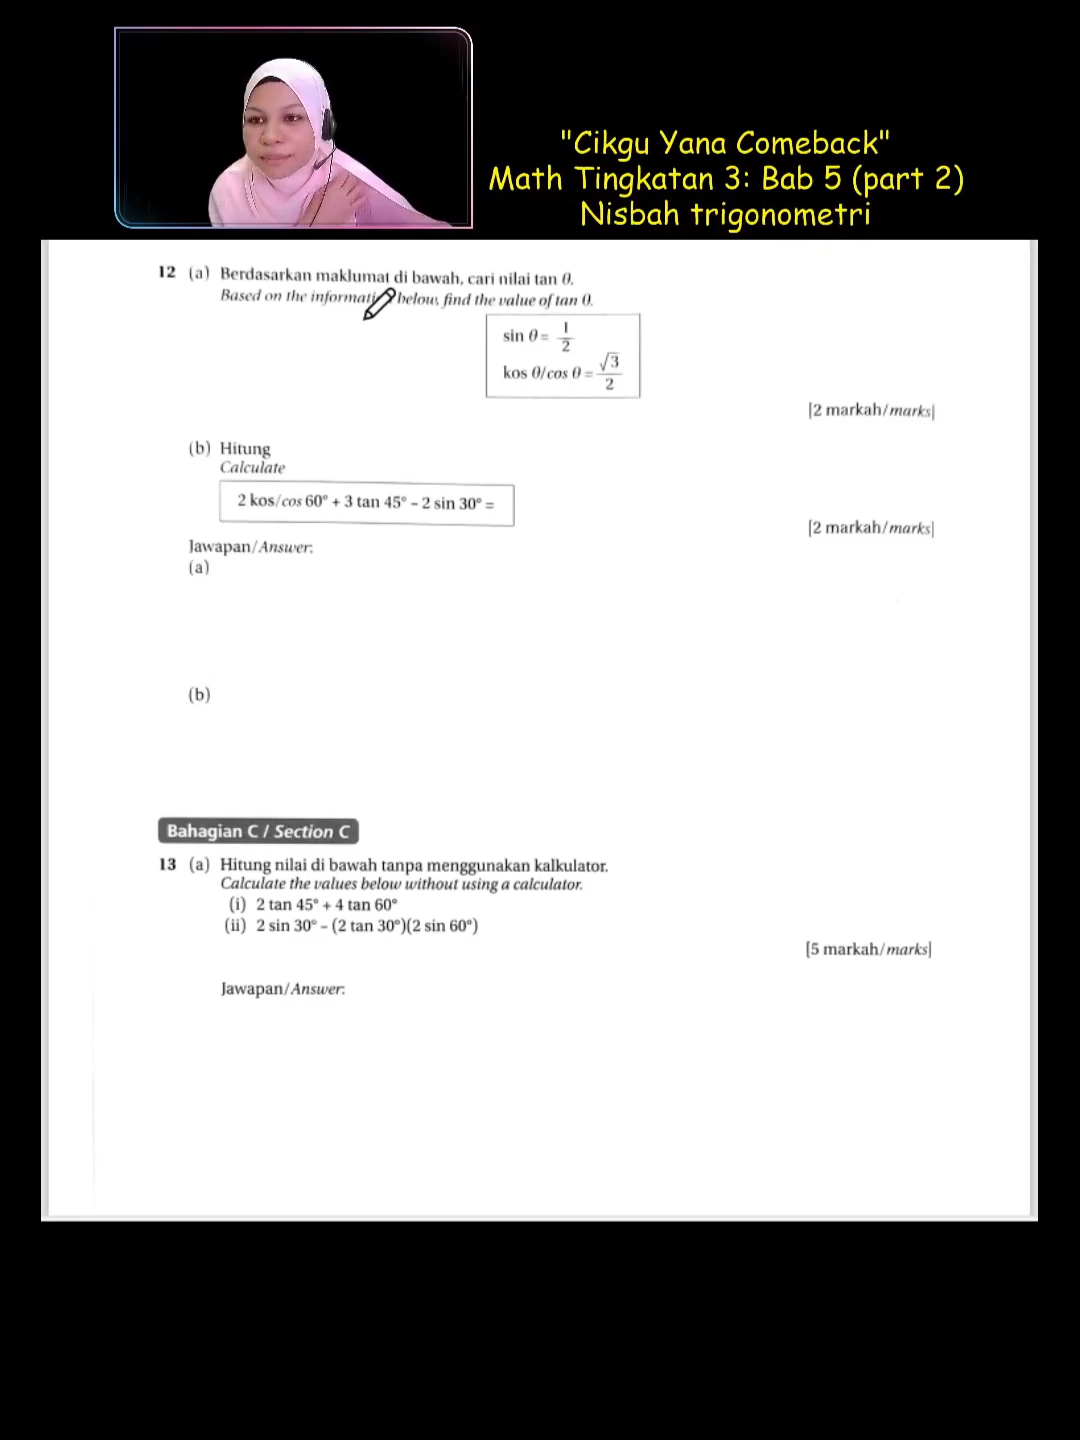 "Cikgu Yana Comeback"
Math Tingkatan 3: Bab 5 (part 2)
Nisbah trigonometri
12 (a) Berdasarkan maklumat di bawah, cari nilai tan θ.
Based on the informati below, find the value of tan θ.
sin θ = 1/2
kos θ/cos θ = √3/2
[2 markah/marks]
(b) Hitung
Calculate
2 kos/cos 60° + 3 tan 45° – 2 sin 30° =
[2 markah/marks]
Jawapan/Answer:
(a)
(b)
Bahagian C / Section C
13 (a) Hitung nilai di bawah tanpa menggunakan kalkulator.
Calculate the values below without using a calculator.
(i) 2 tan 45° + 4 tan 60°
(ii) 2 sin 30° – (2 tan 30°)(2 sin 60°)
[5 markah/marks]
Jawapan/Answer: